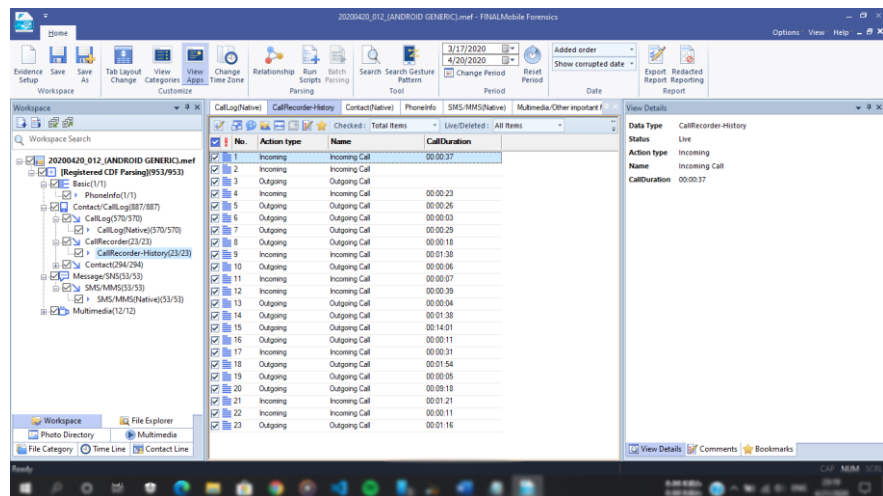 20200420_012_(ANDROID GENERIC).mef - FINALMobile Forensics
Home
Options View Help
Evidence Setup
Save
Save As
Tab Layout Change
View Categories
View Apps
Change Time Zone
Relationship
Run Scripts
Batch Parsing
Search
Search Gesture Pattern
3/17/2020
4/20/2020
Change Period
Reset Period
Added order
Show corrupted date
Export Report
Redacted Reporting
Workspace
Customize
Parsing
Tool
Period
Date
Report
Workspace
Workspace Search
20200420_012_(ANDROID GENERIC).mef
[Registered CDF Parsing](953/953)
Basic(1/1)
PhoneInfo(1/1)
Contact/CallLog(887/887)
CallLog(570/570)
CallLog(Native)(570/570)
CallRecorder(23/23)
CallRecorder-History(23/23)
Contact(294/294)
Message/SNS(53/53)
SMS/MMS(53/53)
SMS/MMS(Native)(53/53)
Multimedia(12/12)
Workspace
File Explorer
Photo Directory
Multimedia
File Category
Time Line
Contact Line
CallLog(Native) CallRecorder-History Contact(Native) PhoneInfo SMS/MMS(Native) Multimedia/Other important f
Checked : Total Items Live/Deleted : All Items
! No. Action type Name CallDuration
1 Incoming Incoming Call 00:00:37
2 Incoming Incoming Call
3 Outgoing Outgoing Call
4 Incoming Incoming Call 00:00:23
5 Outgoing Outgoing Call 00:00:26
6 Outgoing Outgoing Call 00:00:03
7 Outgoing Outgoing Call 00:00:29
8 Outgoing Outgoing Call 00:00:18
9 Incoming Incoming Call 00:01:38
10 Outgoing Outgoing Call 00:00:06
11 Incoming Incoming Call 00:00:07
12 Incoming Incoming Call 00:00:39
13 Outgoing Outgoing Call 00:00:04
14 Outgoing Outgoing Call 00:01:38
15 Outgoing Outgoing Call 00:14:01
16 Outgoing Outgoing Call 00:00:11
17 Incoming Incoming Call 00:00:31
18 Outgoing Outgoing Call 00:01:54
19 Outgoing Outgoing Call 00:00:05
20 Outgoing Outgoing Call 00:09:18
21 Incoming Incoming Call 00:01:21
22 Incoming Incoming Call 00:00:11
23 Outgoing Outgoing Call 00:01:16
View Details
Data Type CallRecorder-History
Status Live
Action type Incoming
Name Incoming Call
CallDuration 00:00:37
View Details
Comments
Bookmarks
Ready
CAP NUM SCRL